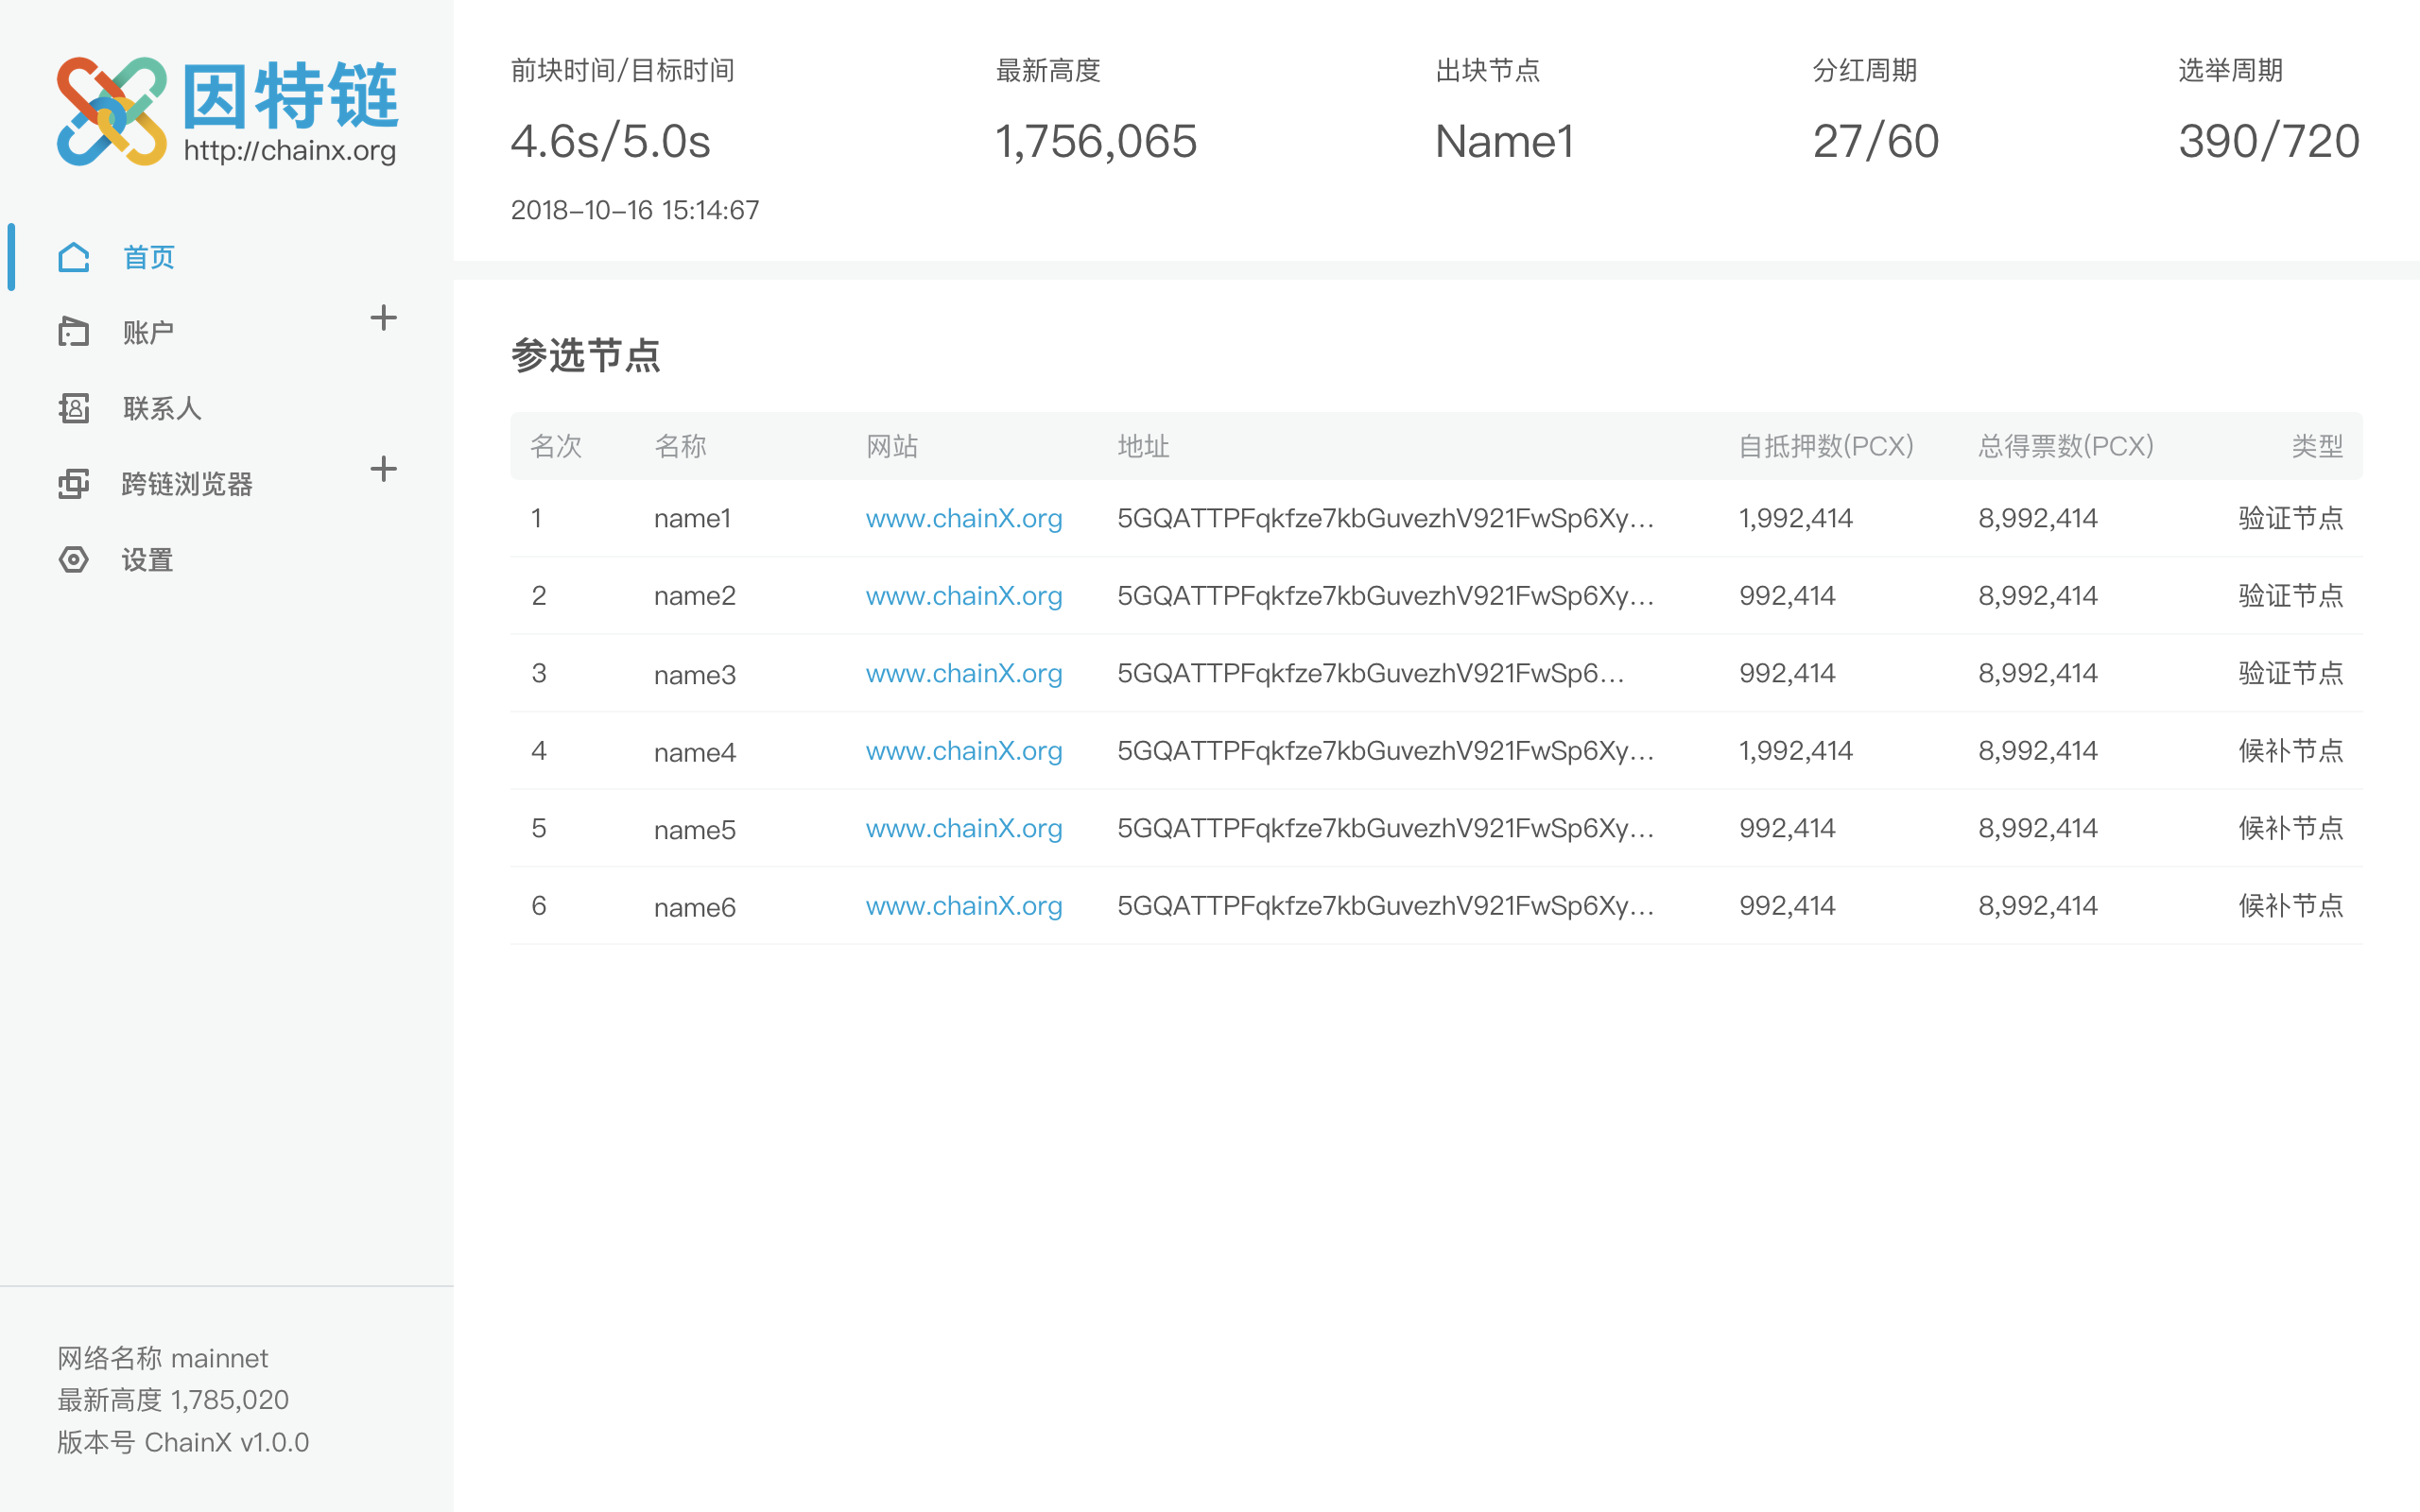 因特链
http://chainx.org
首页
账户
联系人
跨链浏览器
设置
网络名称 mainnet
最新高度 1,785,020
版本号 ChainX v1.0.0
前块时间/目标时间 最新高度 出块节点 分红周期 选举周期
4.6s/5.0s 1,756,065 Name1 27/60 390/720
2018-10-16 15:14:67
参选节点
名次 名称 网站 地址 自抵押数(PCX) 总得票数(PCX) 类型
1 name1 www.chainX.org 5GQATTPFqkfze7kbGuvezhV921FwSp6Xy... 1,992,414 8,992,414 验证节点
2 name2 www.chainX.org 5GQATTPFqkfze7kbGuvezhV921FwSp6Xy... 992,414 8,992,414 验证节点
3 name3 www.chainX.org 5GQATTPFqkfze7kbGuvezhV921FwSp6... 992,414 8,992,414 验证节点
4 name4 www.chainX.org 5GQATTPFqkfze7kbGuvezhV921FwSp6Xy... 1,992,414 8,992,414 候补节点
5 name5 www.chainX.org 5GQATTPFqkfze7kbGuvezhV921FwSp6Xy... 992,414 8,992,414 候补节点
6 name6 www.chainX.org 5GQATTPFqkfze7kbGuvezhV921FwSp6Xy... 992,414 8,992,414 候补节点